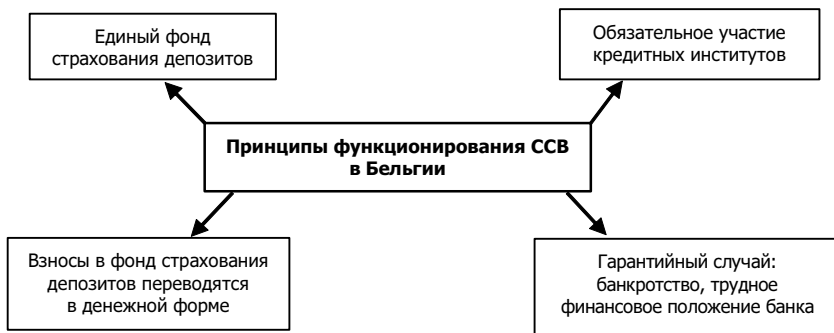 Единый фонд
страхования депозитов
Обязательное участие
кредитных институтов
Принципы функционирования ССВ
в Бельгии
Взносы в фонд страхования
депозитов переводятся
в денежной форме
Гарантийный случай:
банкротство, трудное
финансовое положение банка